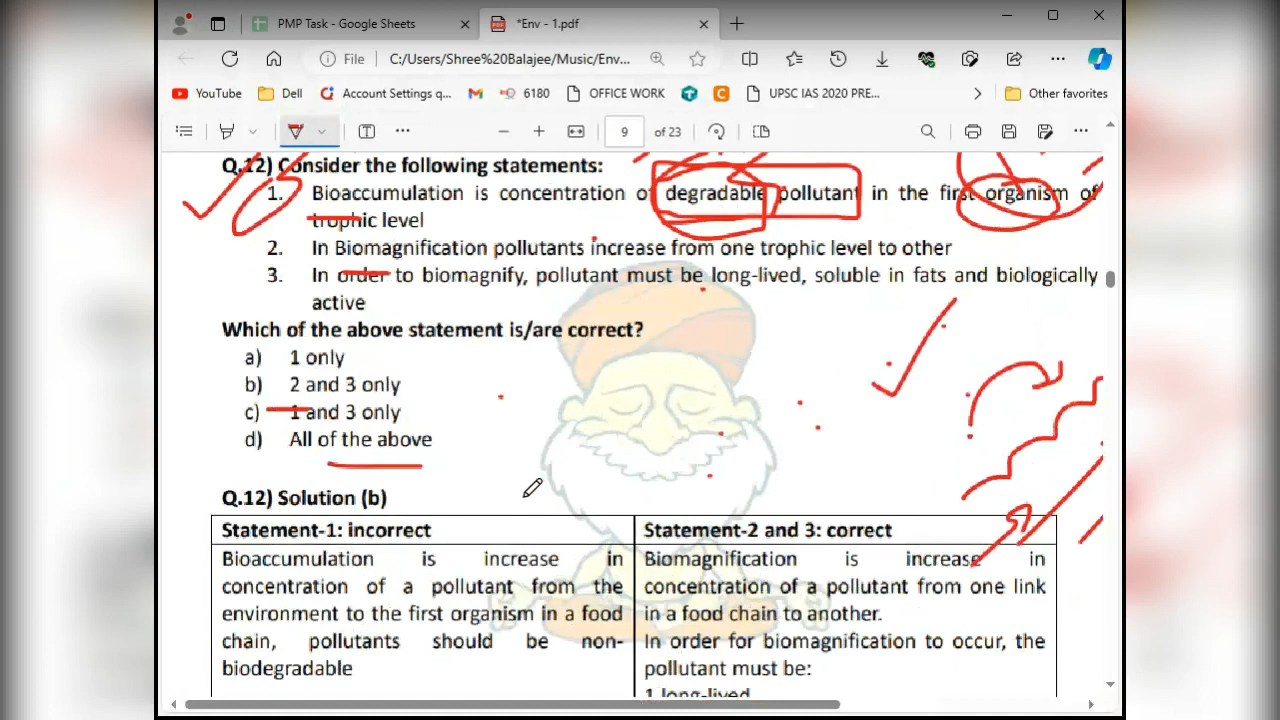 PMP Task - Google Sheets
*Env - 1.pdf
File
C:/Users/Shree%20Balajee/Music/Env...
YouTube
Dell
Account Settings q...
6180
OFFICE WORK
UPSC IAS 2020 PRE...
Other favorites
9 of 23
Q.12) Consider the following statements:
1. Bioaccumulation is concentration of degradable pollutant in the first organism of
trophic level
2. In Biomagnification pollutants increase from one trophic level to other
3. In order to biomagnify, pollutant must be long-lived, soluble in fats and biologically
active
Which of the above statement is/are correct?
a) 1 only
b) 2 and 3 only
c) 1 and 3 only
d) All of the above
Q.12) Solution (b)
Statement-1: incorrect
Bioaccumulation is increase in
concentration of a pollutant from the
environment to the first organism in a food
chain, pollutants should be non-
biodegradable
Statement-2 and 3: correct
Biomagnification is increase in
concentration of a pollutant from one link
in a food chain to another.
In order for biomagnification to occur, the
pollutant must be:
1 long-lived